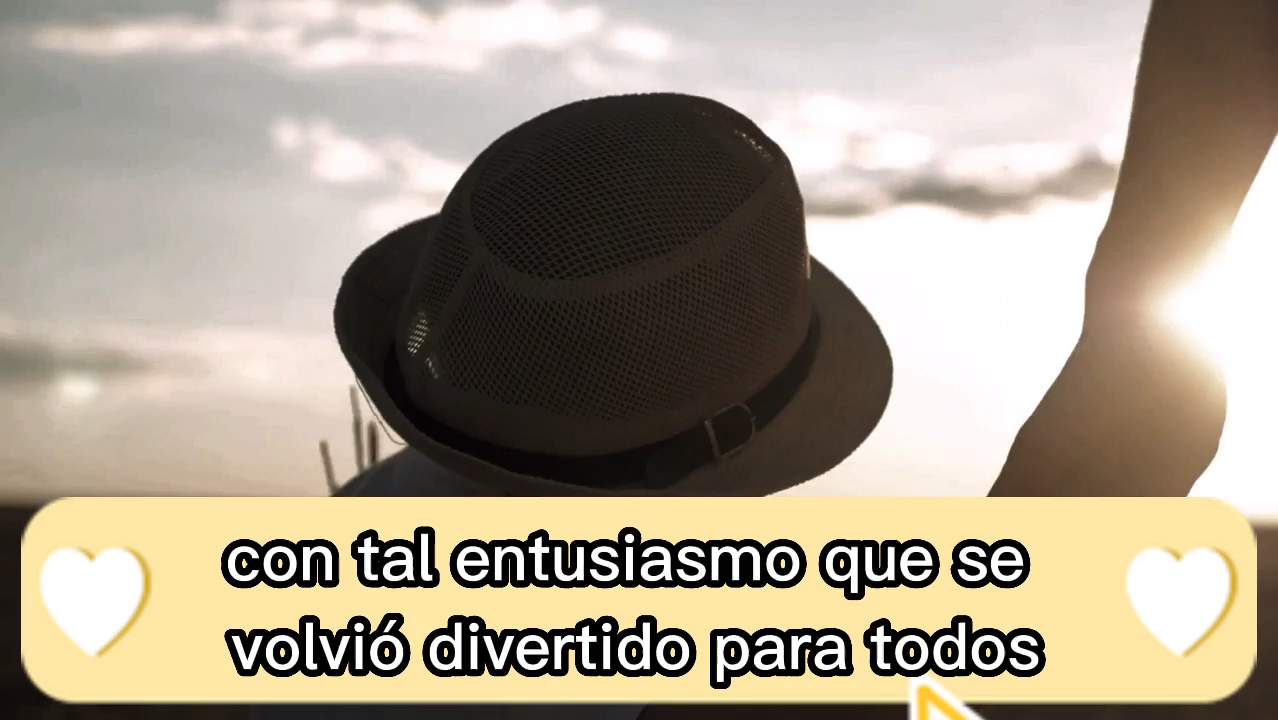 con tal entusiasmo que se
volvió divertido para todos